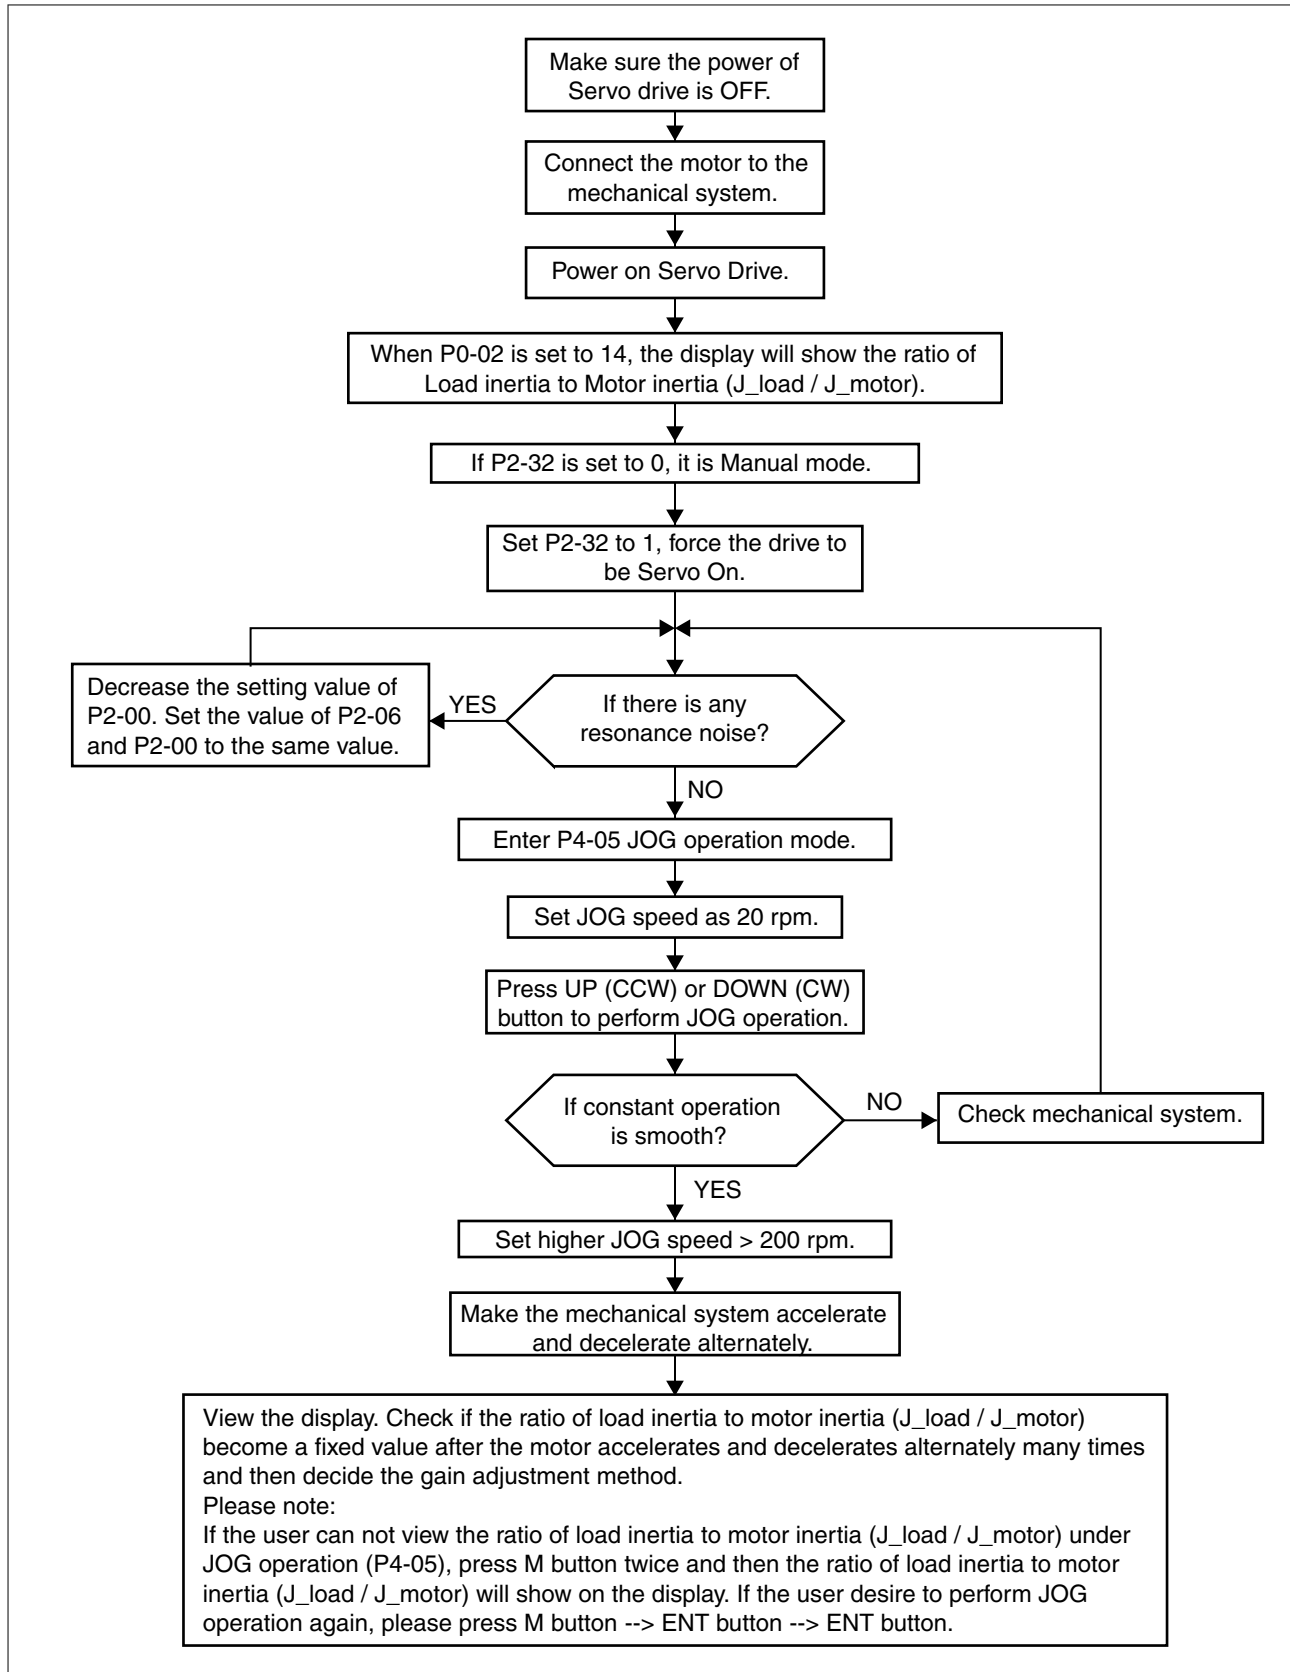 Make sure the power of
Servo drive is OFF.
Connect the motor to the
mechanical system.
Power on Servo Drive.
When P0-02 is set to 14, the display will show the ratio of
Load inertia to Motor inertia (J_load / J_motor).
If P2-32 is set to 0, it is Manual mode.
Set P2-32 to 1, force the drive to
be Servo On.
Decrease the setting value of
P2-00. Set the value of P2-06
and P2-00 to the same value.
YES
If there is any
resonance noise?
NO
Enter P4-05 JOG operation mode.
Set JOG speed as 20 rpm.
Press UP (CCW) or DOWN (CW)
button to perform JOG operation.
If constant operation
is smooth?
NO
Check mechanical system.
YES
Set higher JOG speed > 200 rpm.
Make the mechanical system accelerate
and decelerate alternately.
View the display. Check if the ratio of load inertia to motor inertia (J_load / J_motor)
become a fixed value after the motor accelerates and decelerates alternately many times
and then decide the gain adjustment method.
Please note:
If the user can not view the ratio of load inertia to motor inertia (J_load / J_motor) under
JOG operation (P4-05), press M button twice and then the ratio of load inertia to motor
inertia (J_load / J_motor) will show on the display. If the user desire to perform JOG
operation again, please press M button --> ENT button --> ENT button.